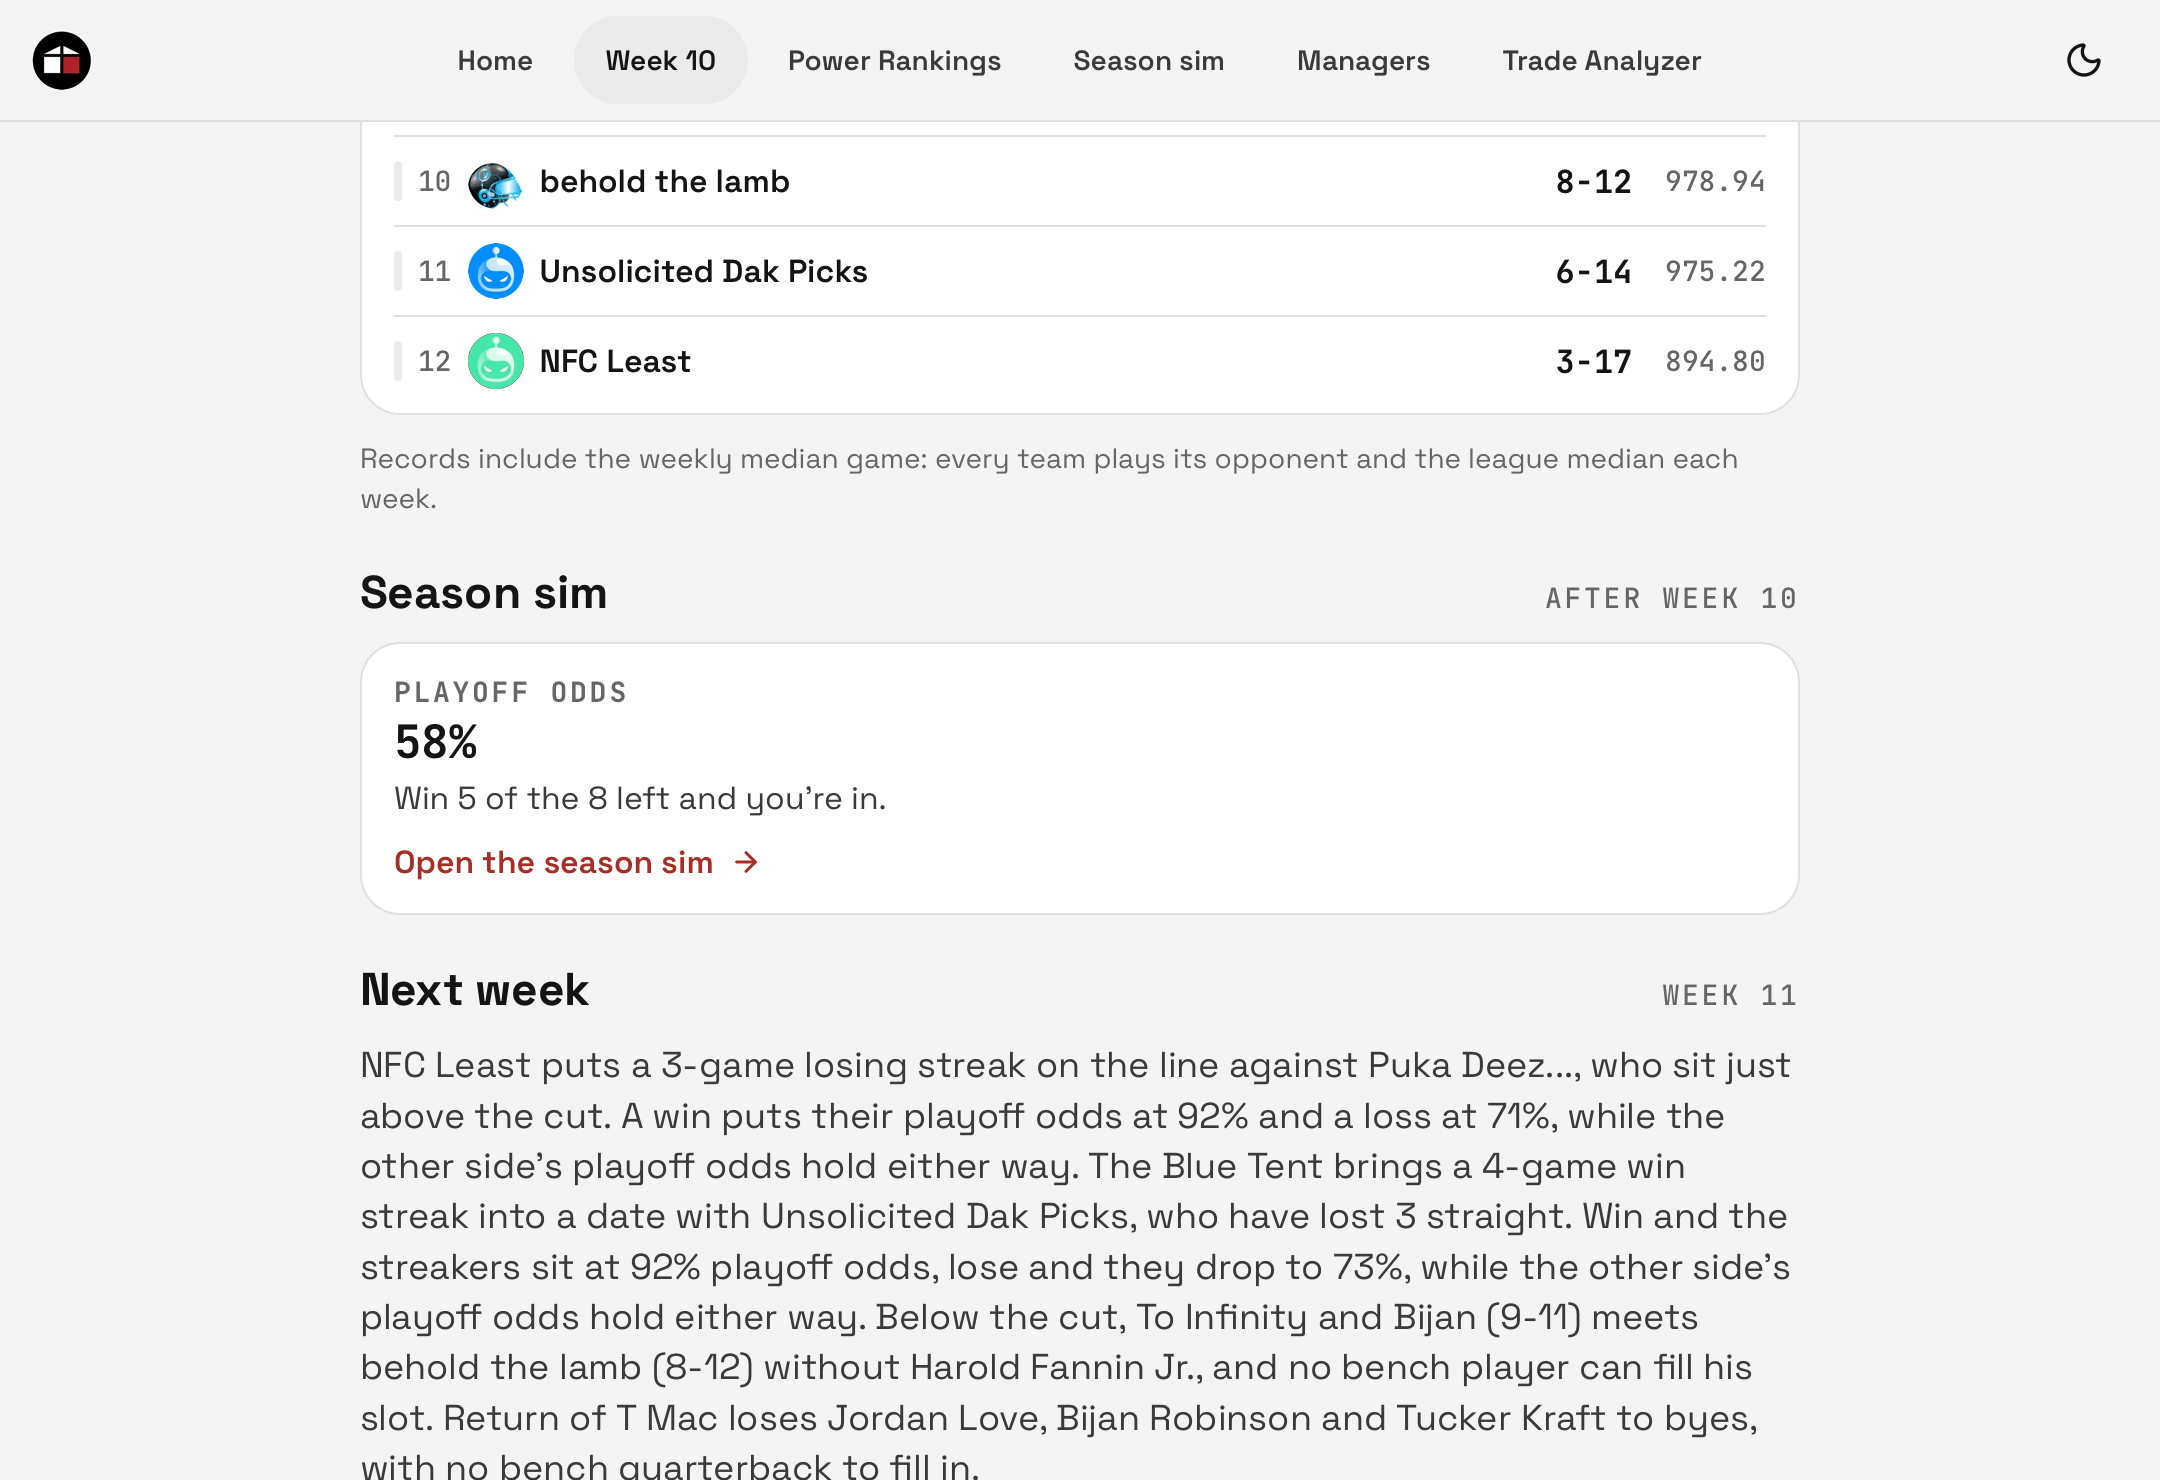 Home Week 10 Power Rankings Season sim Managers Trade Analyzer
10 behold the lamb 8-12 978.94
11 Unsolicited Dak Picks 6-14 975.22
12 NFC Least 3-17 894.80
Records include the weekly median game: every team plays its opponent and the league median each
week.
Season sim AFTER WEEK 10
PLAYOFF ODDS
58%
Win 5 of the 8 left and you’re in.
Open the season sim →
Next week WEEK 11
NFC Least puts a 3-game losing streak on the line against Puka Deez..., who sit just
above the cut. A win puts their playoff odds at 92% and a loss at 71%, while the
other side’s playoff odds hold either way. The Blue Tent brings a 4-game win
streak into a date with Unsolicited Dak Picks, who have lost 3 straight. Win and the
streakers sit at 92% playoff odds, lose and they drop to 73%, while the other side’s
playoff odds hold either way. Below the cut, To Infinity and Bijan (9-11) meets
behold the lamb (8-12) without Harold Fannin Jr., and no bench player can fill his
slot. Return of T Mac loses Jordan Love, Bijan Robinson and Tucker Kraft to byes,
with no bench quarterback to fill in.